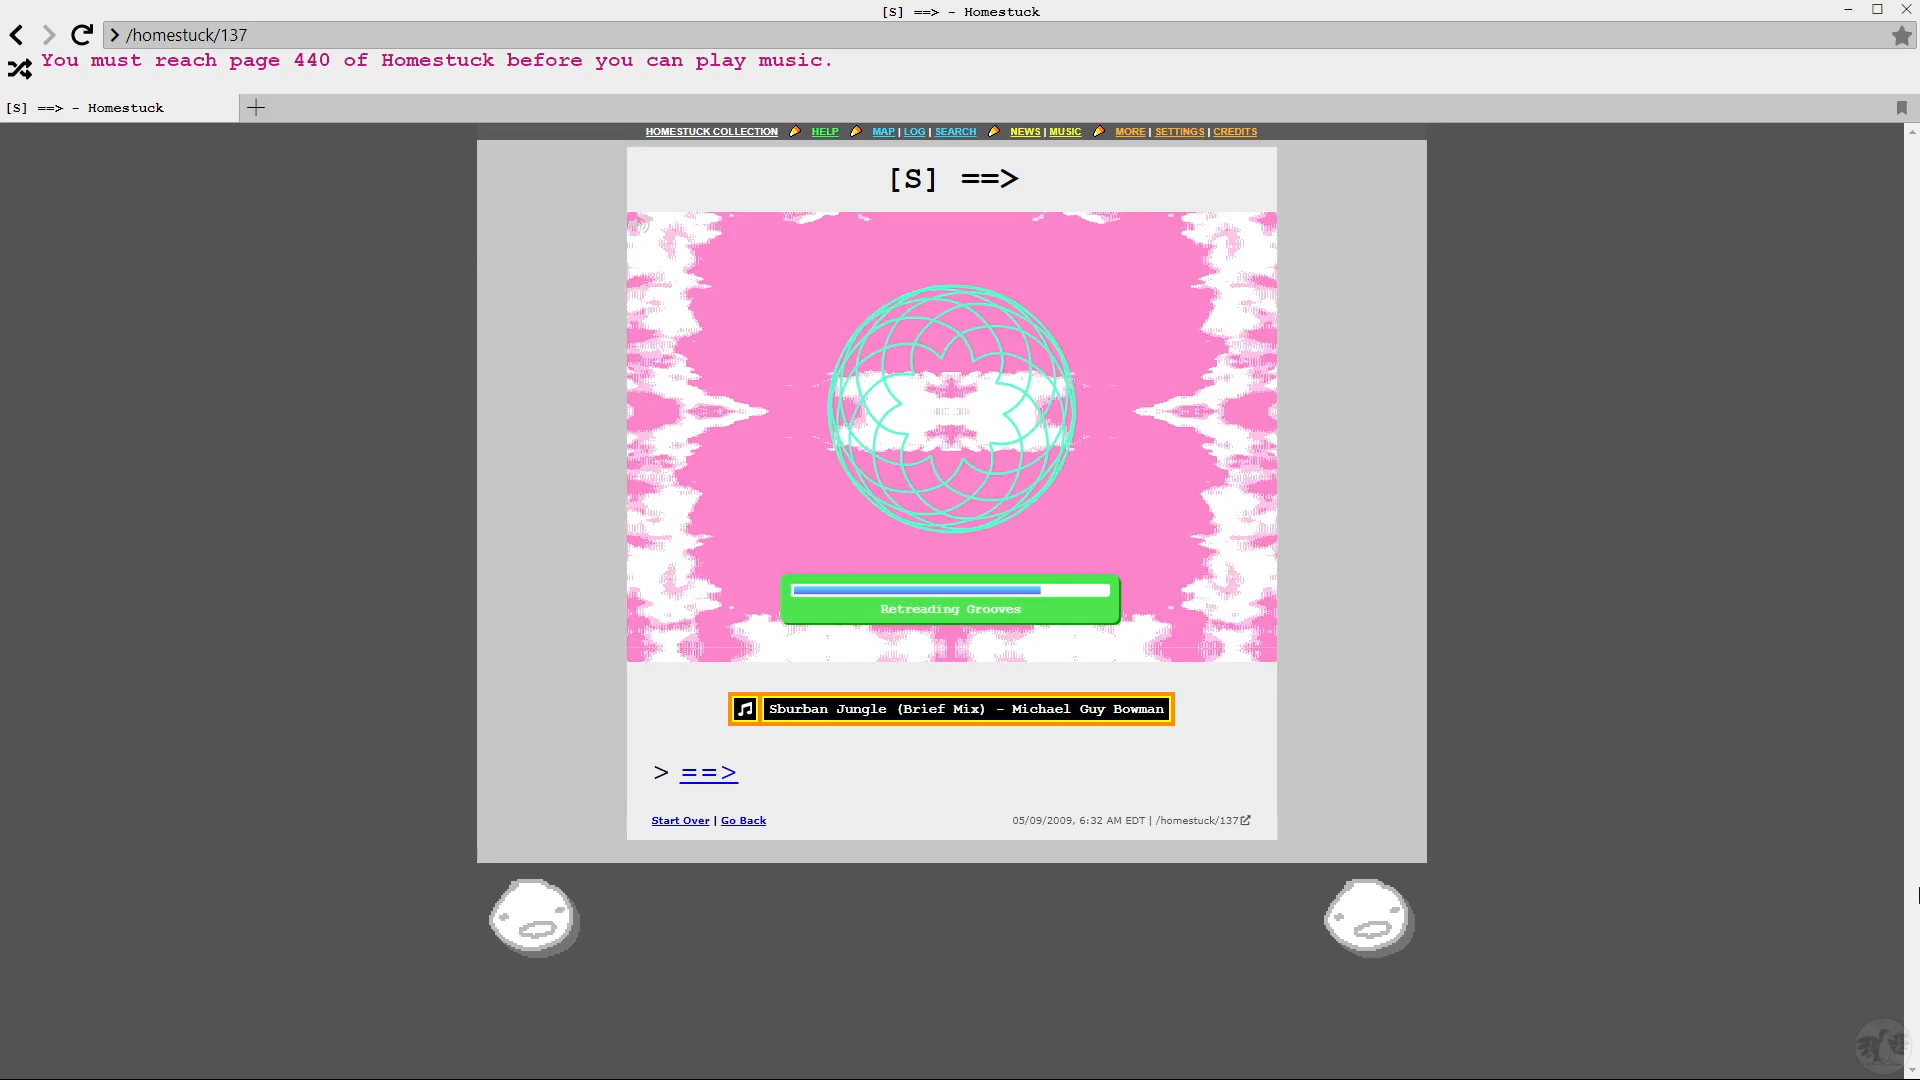 [S] ==> - Homestuck
/homestuck/137
You must reach page 440 of Homestuck before you can play music.
[S] ==> - Homestuck
HOMESTUCK COLLECTION HELP MAP | LOG | SEARCH NEWS | MUSIC MORE | SETTINGS | CREDITS
[S] ==>
Retreading Grooves
Sburban Jungle (Brief Mix) - Michael Guy Bowman
> ==>
Start Over | Go Back 05/09/2009, 6:32 AM EDT | /homestuck/137